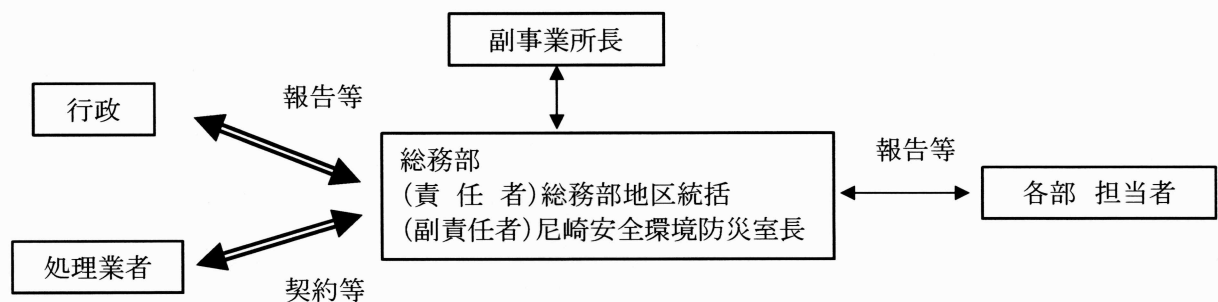 副事業所長
行政
報告等
総務部
(責 任 者)総務部地区統括
(副責任者)尼崎安全環境防災室長
報告等
各部 担当者
処理業者
契約等